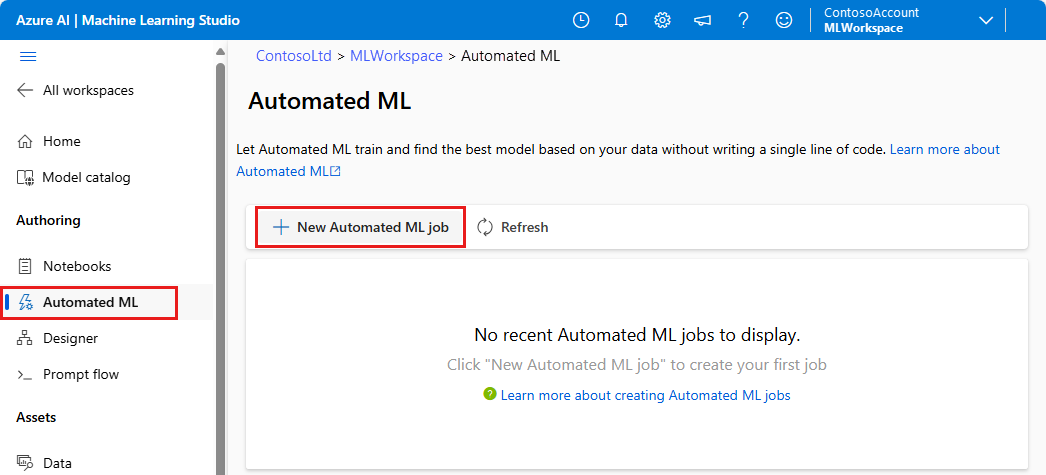 Azure AI | Machine Learning Studio
ContosoAccount
MLWorkspace
All workspaces
Home
Model catalog
Authoring
Notebooks
Automated ML
Designer
Prompt flow
Assets
Data
ContosoLtd > MLWorkspace > Automated ML
Automated ML
Let Automated ML train and find the best model based on your data without writing a single line of code. Learn more about
Automated ML
New Automated ML job
Refresh
No recent Automated ML jobs to display.
Click "New Automated ML job" to create your first job
Learn more about creating Automated ML jobs